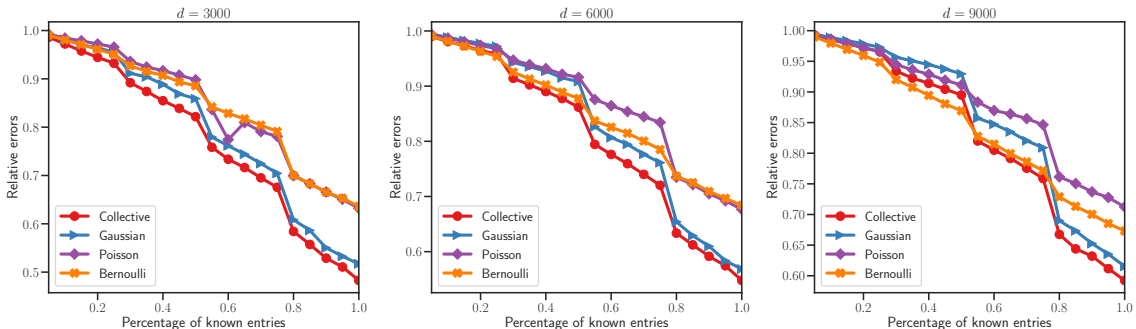 d = 3000
Relative errors
1.0
0.9
0.8
0.7
0.6
0.5
Collective
Gaussian
Poisson
Bernoulli
0.2
0.4
0.6
0.8
1.0
Percentage of known entries
d = 6000
Relative errors
1.0
0.9
0.8
0.7
0.6
Collective
Gaussian
Poisson
Bernoulli
0.2
0.4
0.6
0.8
1.0
Percentage of known entries
d = 9000
Relative errors
1.00
0.95
0.90
0.85
0.80
0.75
0.70
0.65
0.60
Collective
Gaussian
Poisson
Bernoulli
0.2
0.4
0.6
0.8
1.0
Percentage of known entries